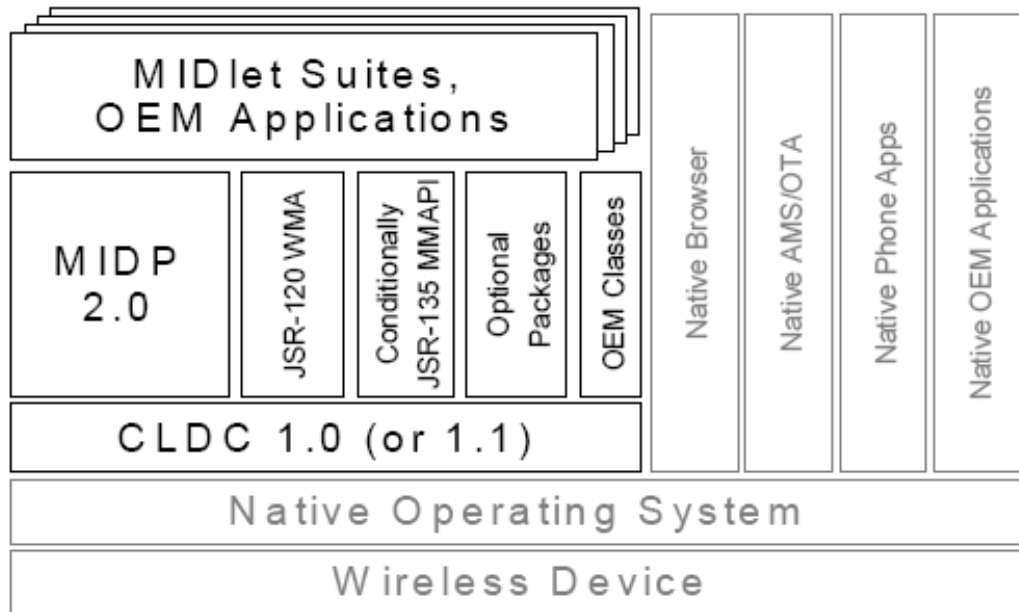 MIDlet Suites,
OEM Applications
MIDP
2.0
JSR-120 WMA
Conditionally
JSR-135 MMAPI
Optional
Packages
OEM Classes
Native Browser
Native AMS/OTA
Native Phone Apps
Native OEM Applications
CLDC 1.0 (or 1.1)
Native Operating System
Wireless Device